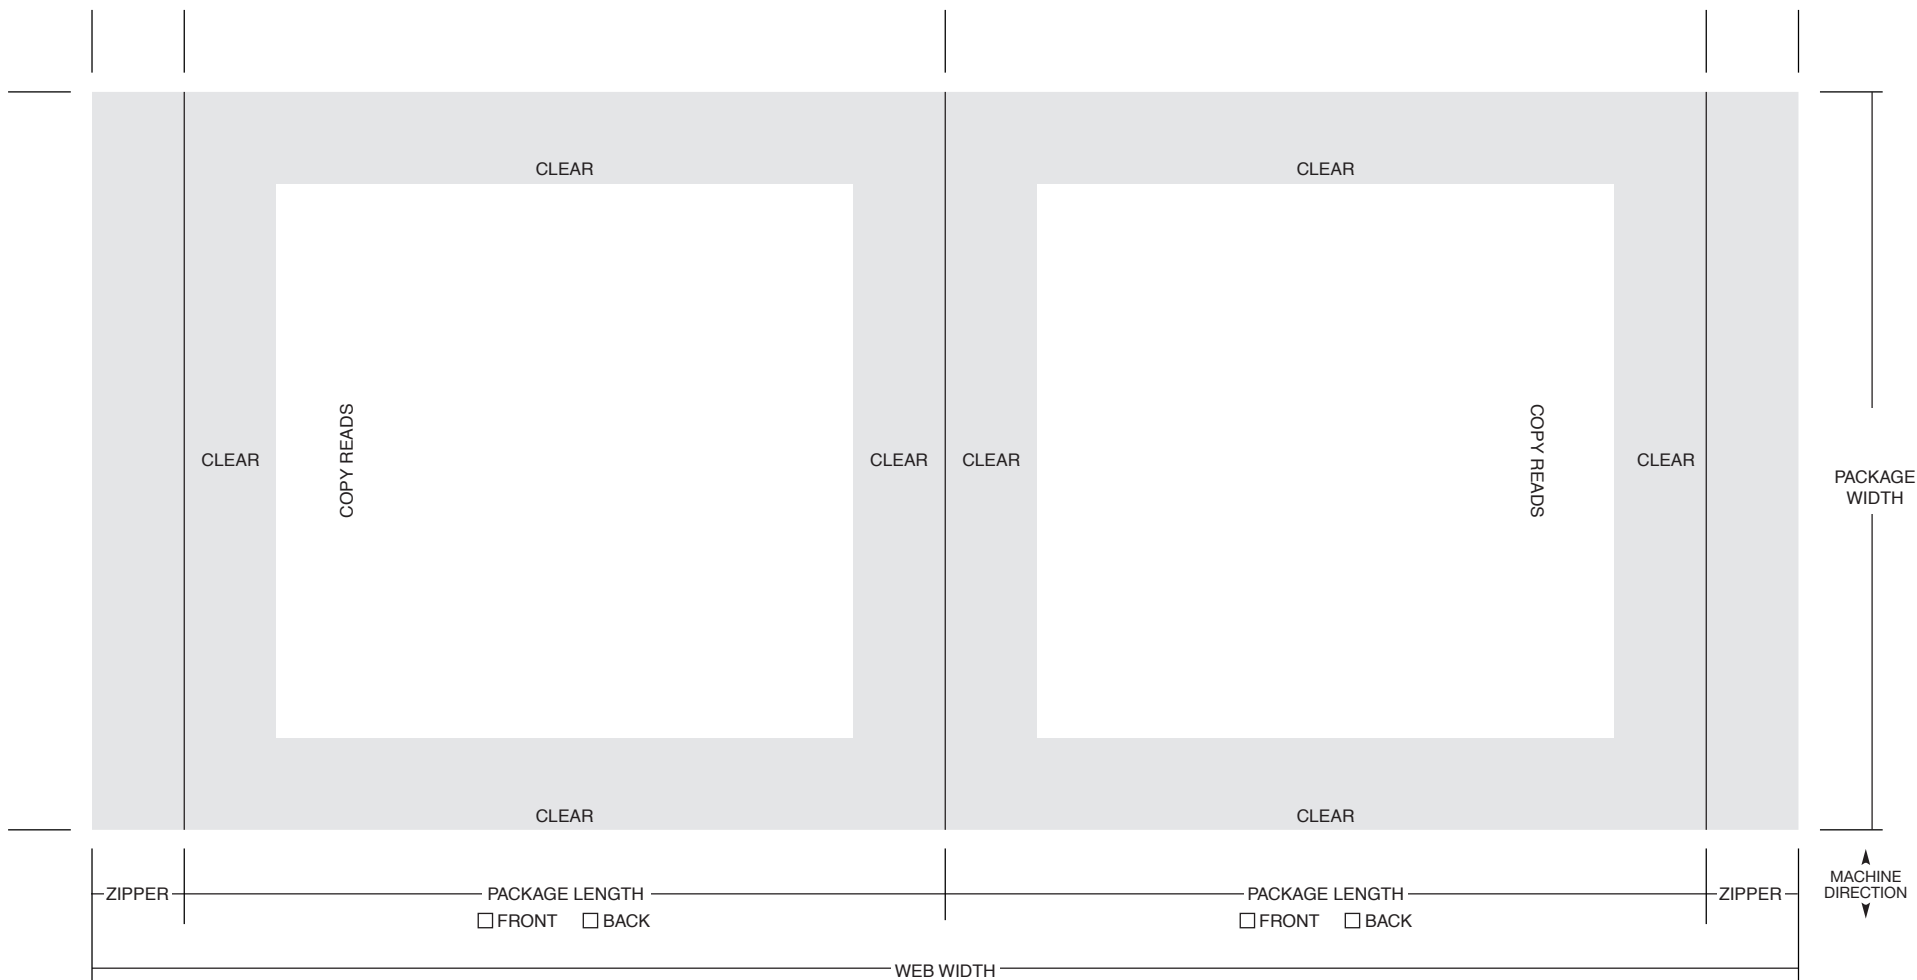 CLEAR
CLEAR
COPY READS
COPY READS
CLEAR
CLEAR
CLEAR
CLEAR
PACKAGE
WIDTH
CLEAR
CLEAR
ZIPPER
PACKAGE LENGTH
PACKAGE LENGTH
ZIPPER
MACHINE
DIRECTION
FRONT
BACK
FRONT
BACK
WEB WIDTH